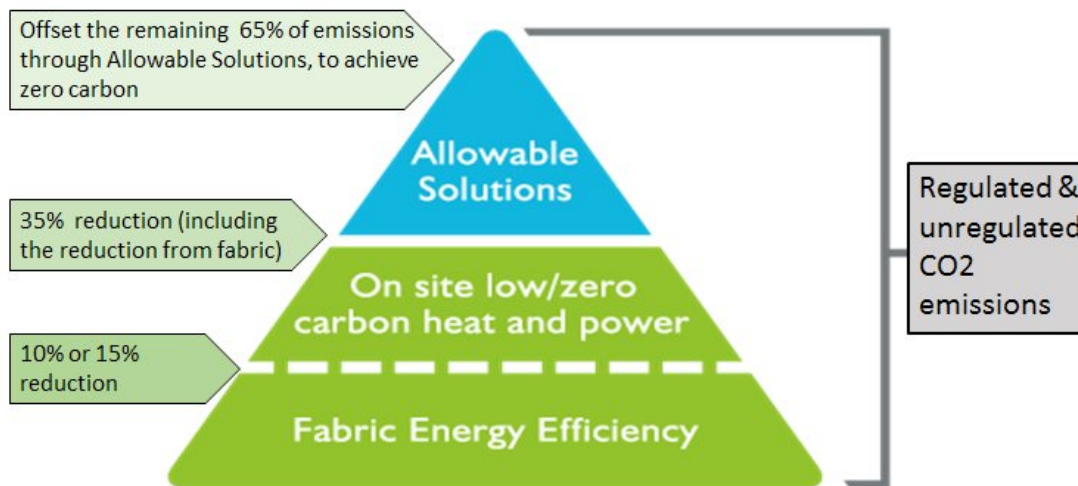 Offset the remaining 65% of emissions
through Allowable Solutions, to achieve
zero carbon
Allowable
Solutions
35% reduction (including
the reduction from fabric)
On site low/zero
carbon heat and power
10% or 15%
reduction
Fabric Energy Efficiency
Regulated &
unregulated
CO2
emissions